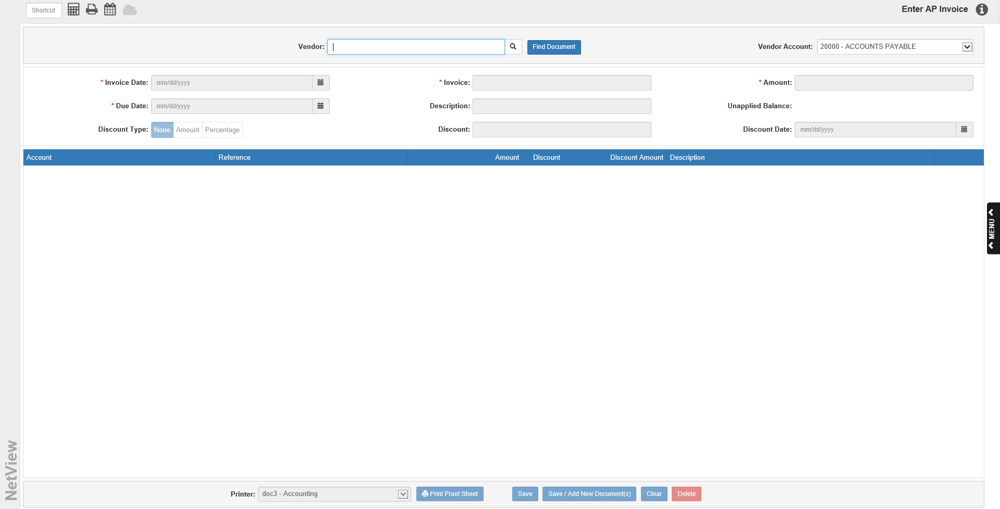 Shortcut
Enter AP Invoice
Vendor:
Find Document
Vendor Account: 20000 - ACCOUNTS PAYABLE
* Invoice Date: mm/dd/yyyy
* Invoice:
* Amount:
* Due Date: mm/dd/yyyy
Description:
Unapplied Balance:
Discount Type: None Amount Percentage
Discount:
Discount Date: mm/dd/yyyy
Account Reference Amount Discount Discount Amount Description
MENU
NetView
Printer: doc3 - Accounting
Print Proof Sheet
Save
Save / Add New Document(s)
Clear
Delete